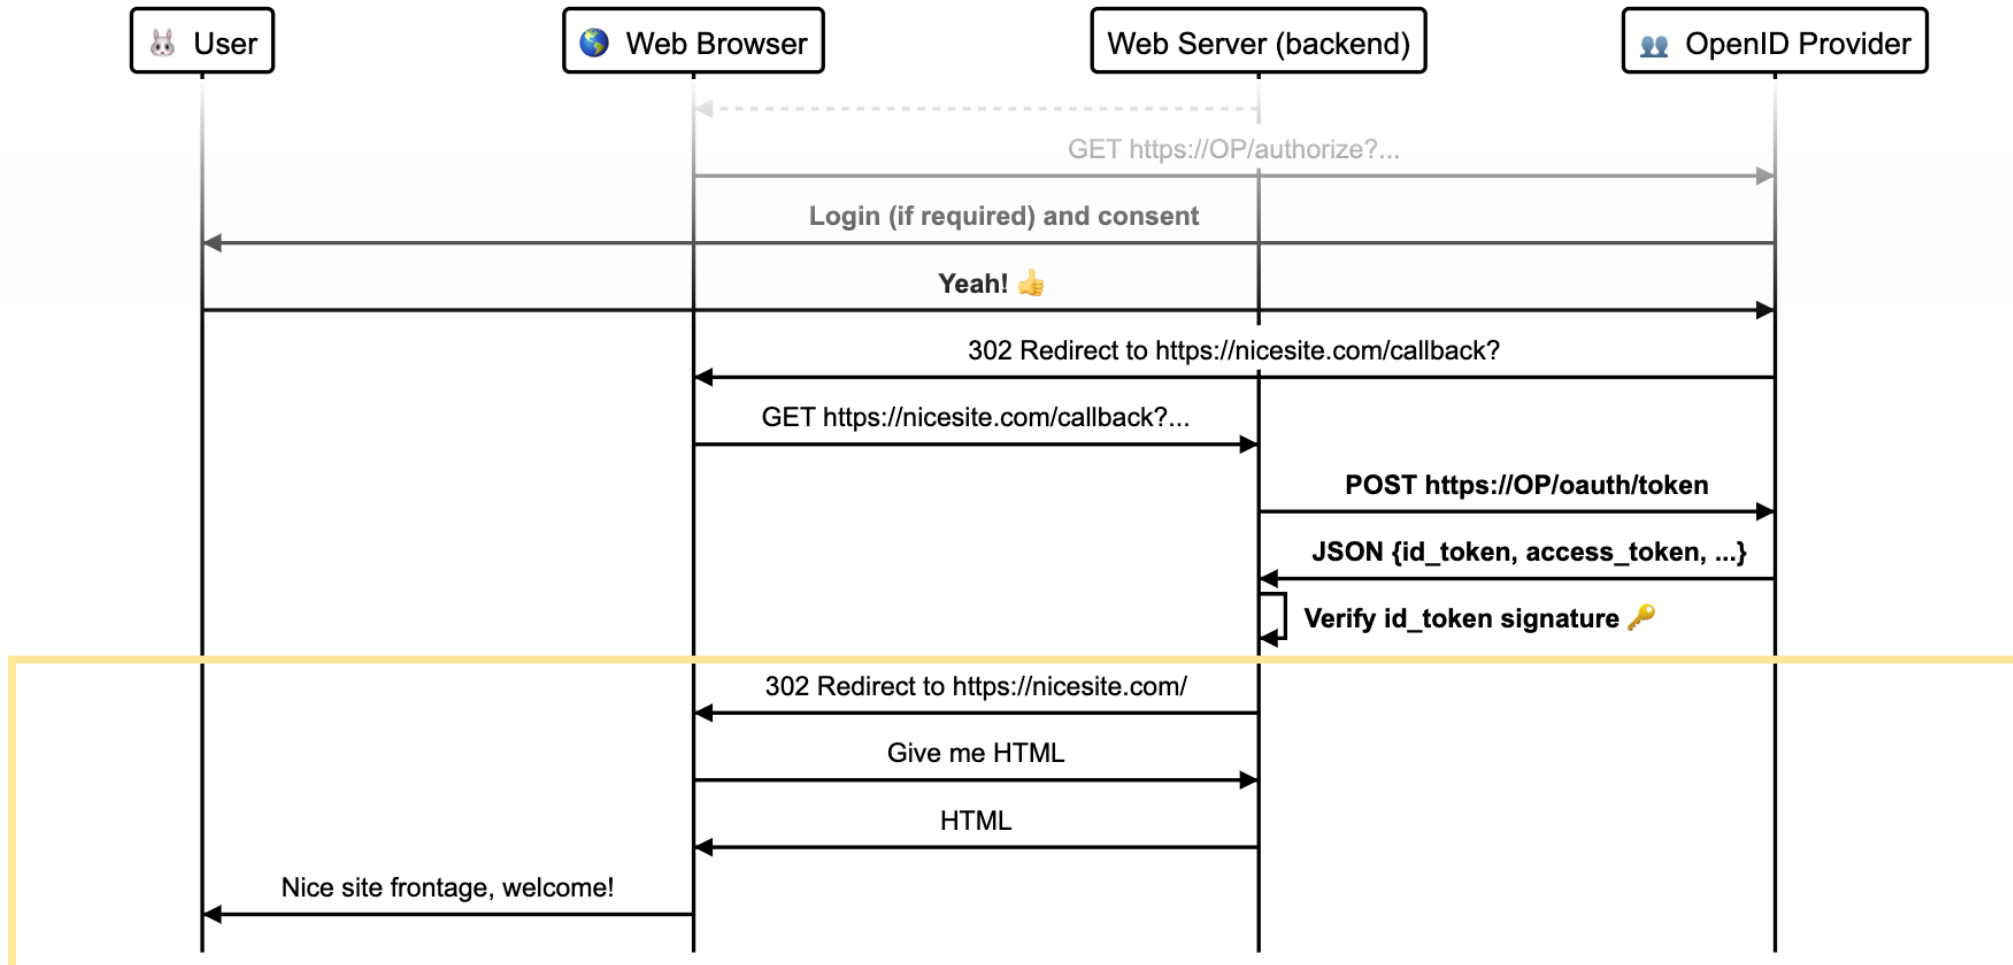 User
Web Browser
Web Server (backend)
OpenID Provider
GET https://OP/authorize?...
Login (if required) and consent
Yeah! 👍
302 Redirect to https://nicesite.com/callback?
GET https://nicesite.com/callback?...
POST https://OP/oauth/token
JSON {id_token, access_token, ...}
Verify id_token signature 🔑
302 Redirect to https://nicesite.com/
Give me HTML
HTML
Nice site frontage, welcome!